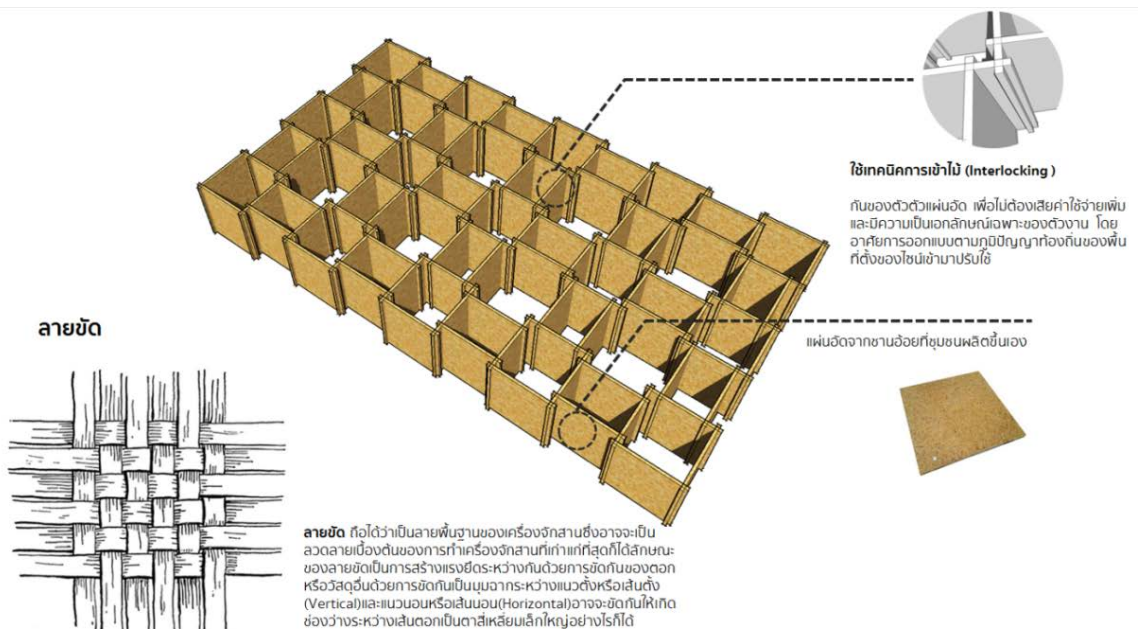 ใช้เทคนิคการเข้าไม้ (Interlocking )
กันของตัวตัวแผ่นอัด เพื่อไม่ต้องเสียค่าใช้จ่ายเพิ่ม
และมีความเป็นเอกลักษณ์เฉพาะของตัวงาน โดย
อาศัยการออกแบบตามภูมิปัญญาท้องถิ่นของพื้น
ที่ตั้งของไซน์เข้ามาปรับใช้
แผ่นอัดจากชานอ้อยที่ชุมชนผลิตขึ้นเอง
ลายขัด
ลายขัด ถือได้ว่าเป็นลายพื้นฐานของเครื่องจักสานซึ่งอาจจะเป็น
ลวดลายเบื้องต้นของการทำเครื่องจักสานที่เก่าแก่ที่สุดก็ได้ลักษณะ
ของลายขัดเป็นการสร้างแรงยึดระหว่างกันด้วยการขัดกันของตอก
หรือวัสดุอื่นด้วยการขัดกันเป็นมุมฉากระหว่างแนวตั้งหรือเส้นตั้ง
(Vertical)และแนวนอนหรือเส้นนอน(Horizontal)อาจจะขัดกันให้เกิด
ช่องว่างระหว่างเส้นตอกเป็นตาสี่เหลี่ยมเล็กใหญ่อย่างไรก็ได้